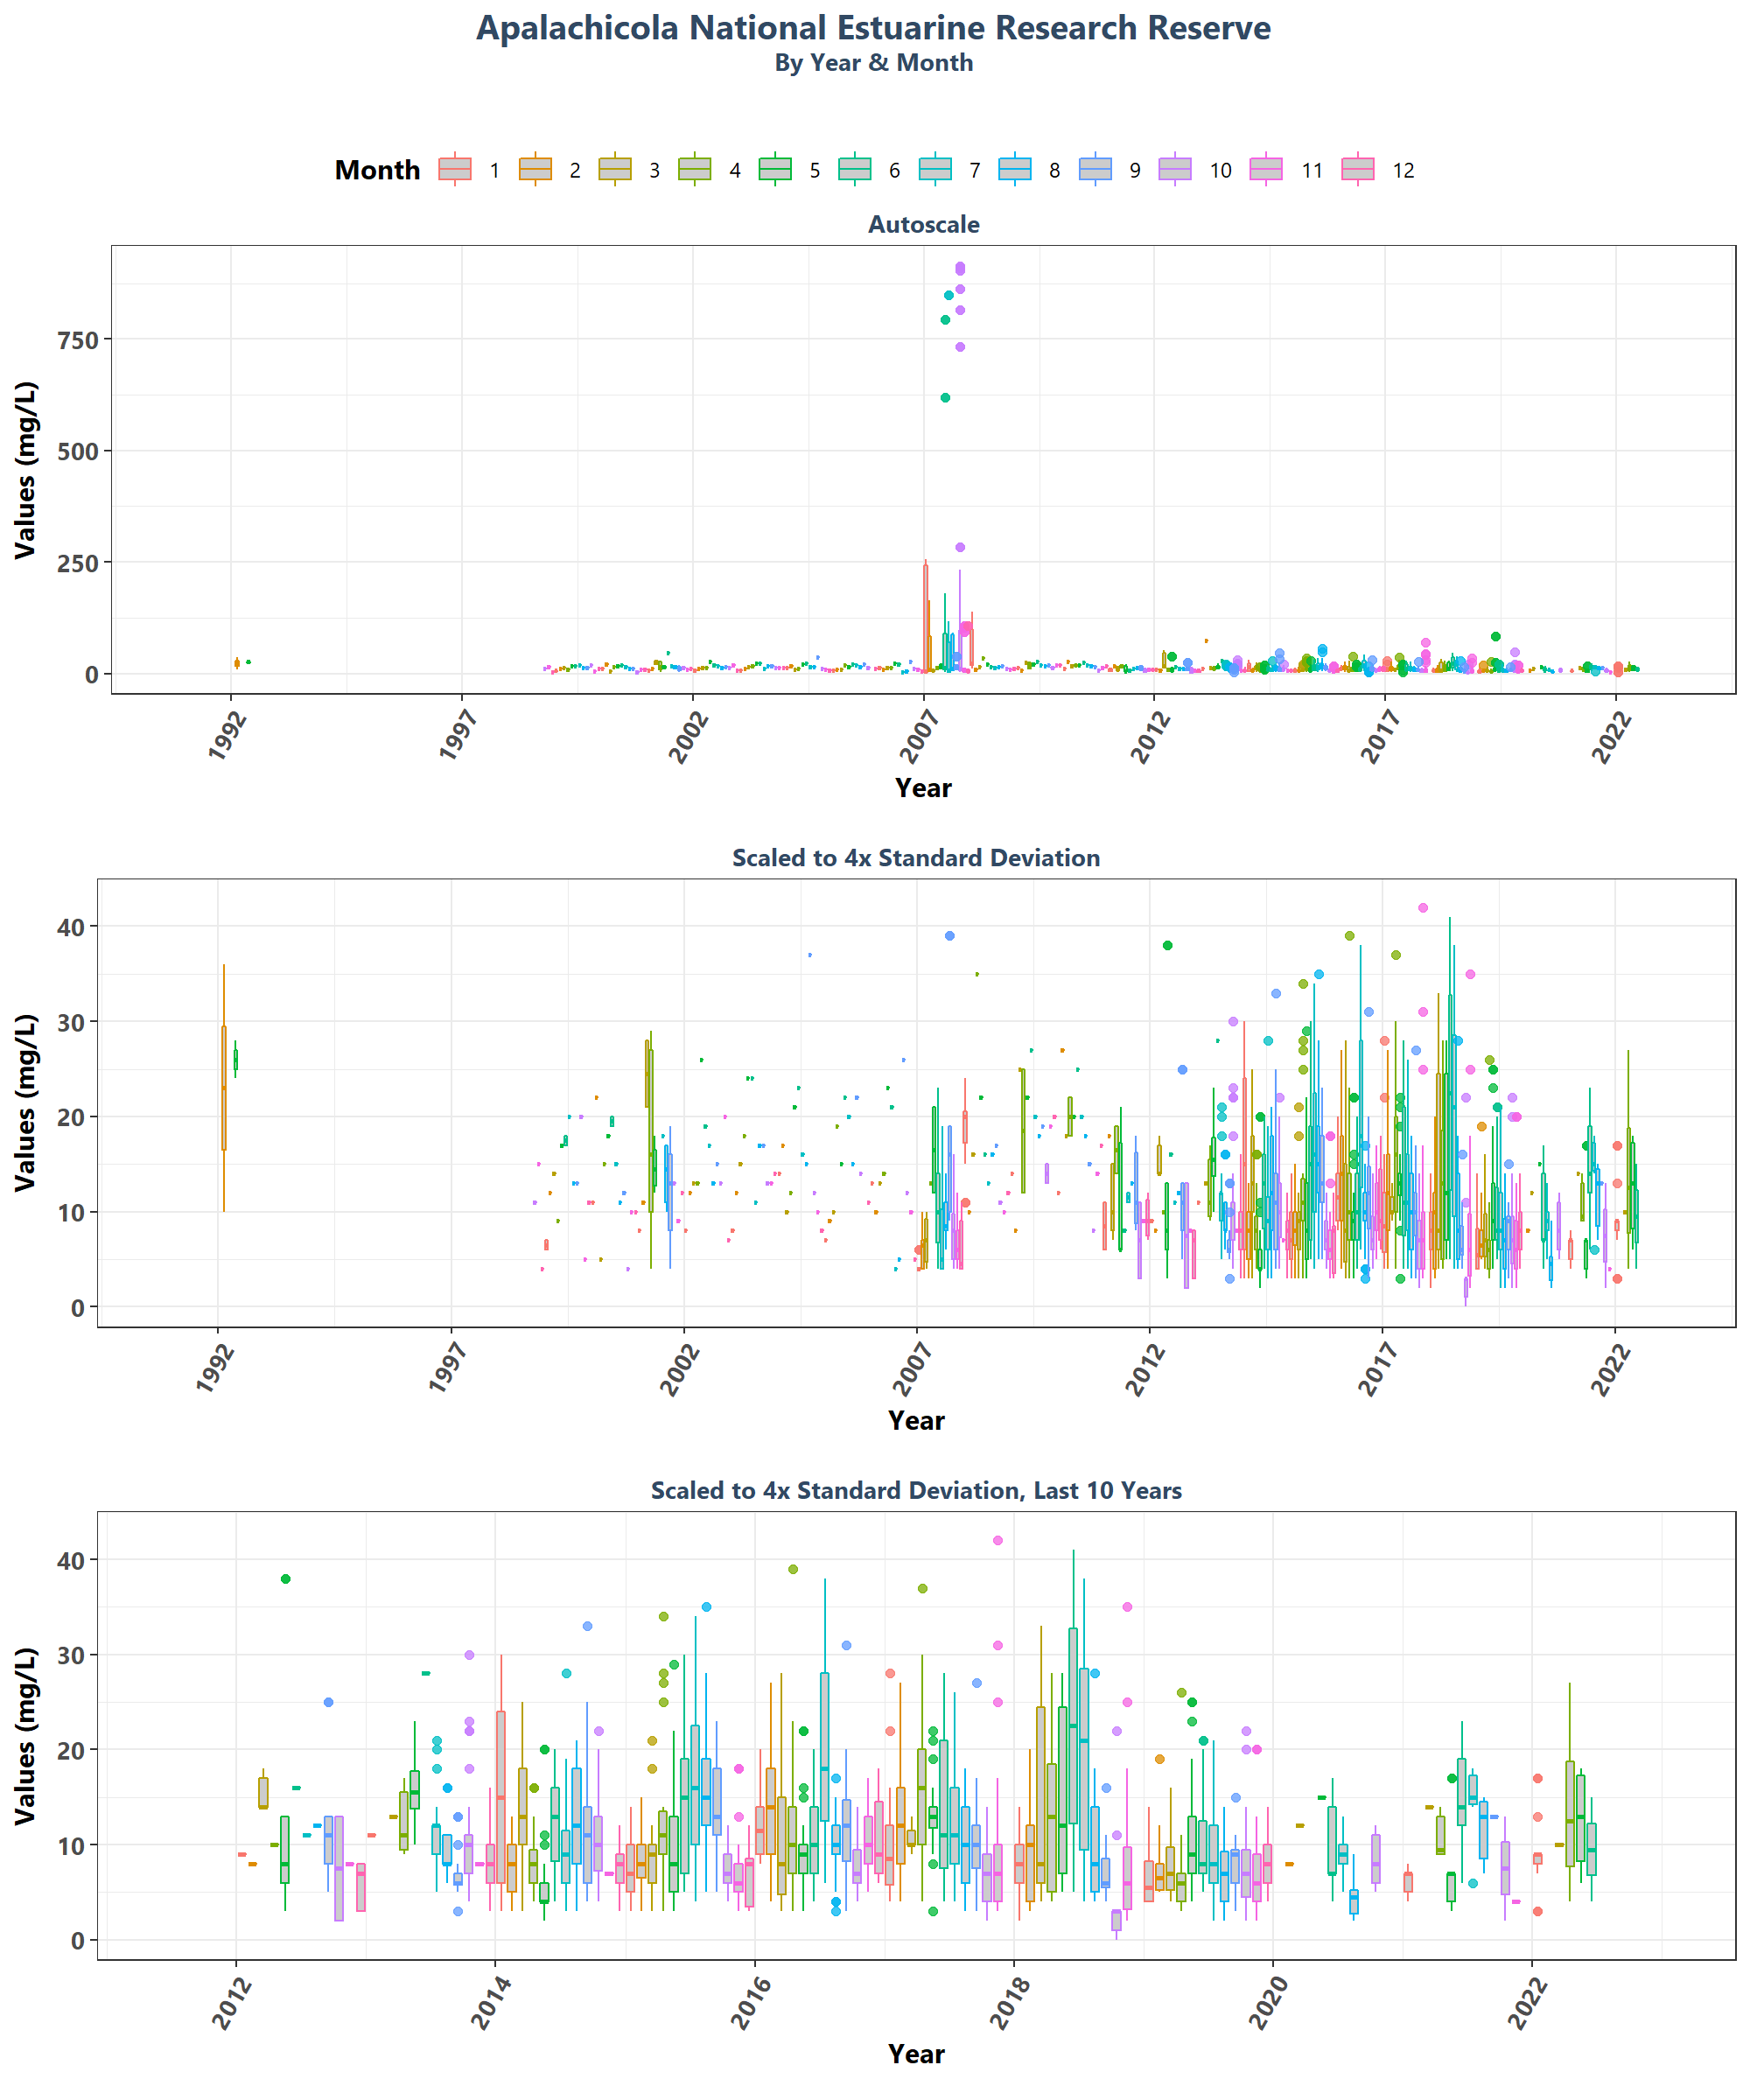 Apalachicola National Estuarine Research Reserve
By Year & Month
Month 1 2 3 4 5 6 7 8 9 10 11 12
Autoscale
Values (mg/L)
750
500
250
0
1992 1997 2002 2007 2012 2017 2022
Year
Scaled to 4x Standard Deviation
Values (mg/L)
40
30
20
10
0
1992 1997 2002 2007 2012 2017 2022
Year
Scaled to 4x Standard Deviation, Last 10 Years
Values (mg/L)
40
30
20
10
0
2012 2014 2016 2018 2020 2022
Year